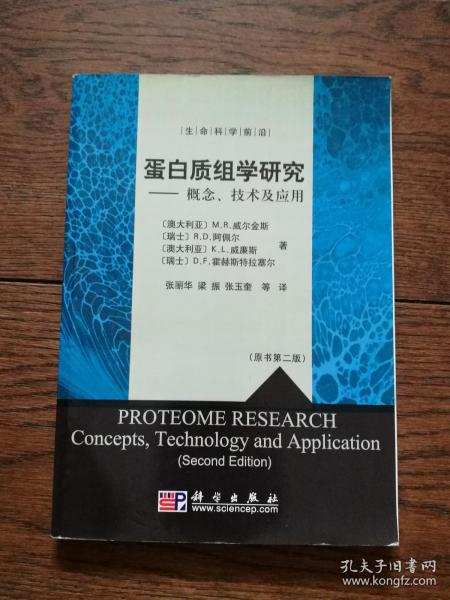 |生|命|科|学|前|沿|
蛋白质组学研究
——概念、技术及应用
〔澳大利亚〕M.R.威尔金斯
〔瑞士〕R.D.阿佩尔
〔澳大利亚〕K.L.威廉斯
〔瑞士〕D.F.霍赫斯特拉塞尔
著
张丽华 梁 振 张玉奎 等 译
(原书第二版)
PROTEOME RESEARCH
Concepts, Technology and Application
(Second Edition)
SP
科学出版社
www.sciencep.com
孔夫子旧书网
www.kongfz.com